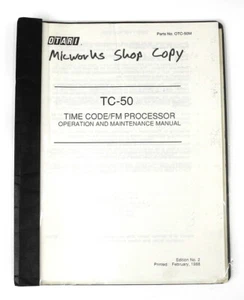 Parts No. OTC-50M
OTARI
Micworks Shop Copy
TC-50
TIME CODE/FM PROCESSOR
OPERATION AND MAINTENANCE MANUAL
Edition No. 2
Printed: February, 1988